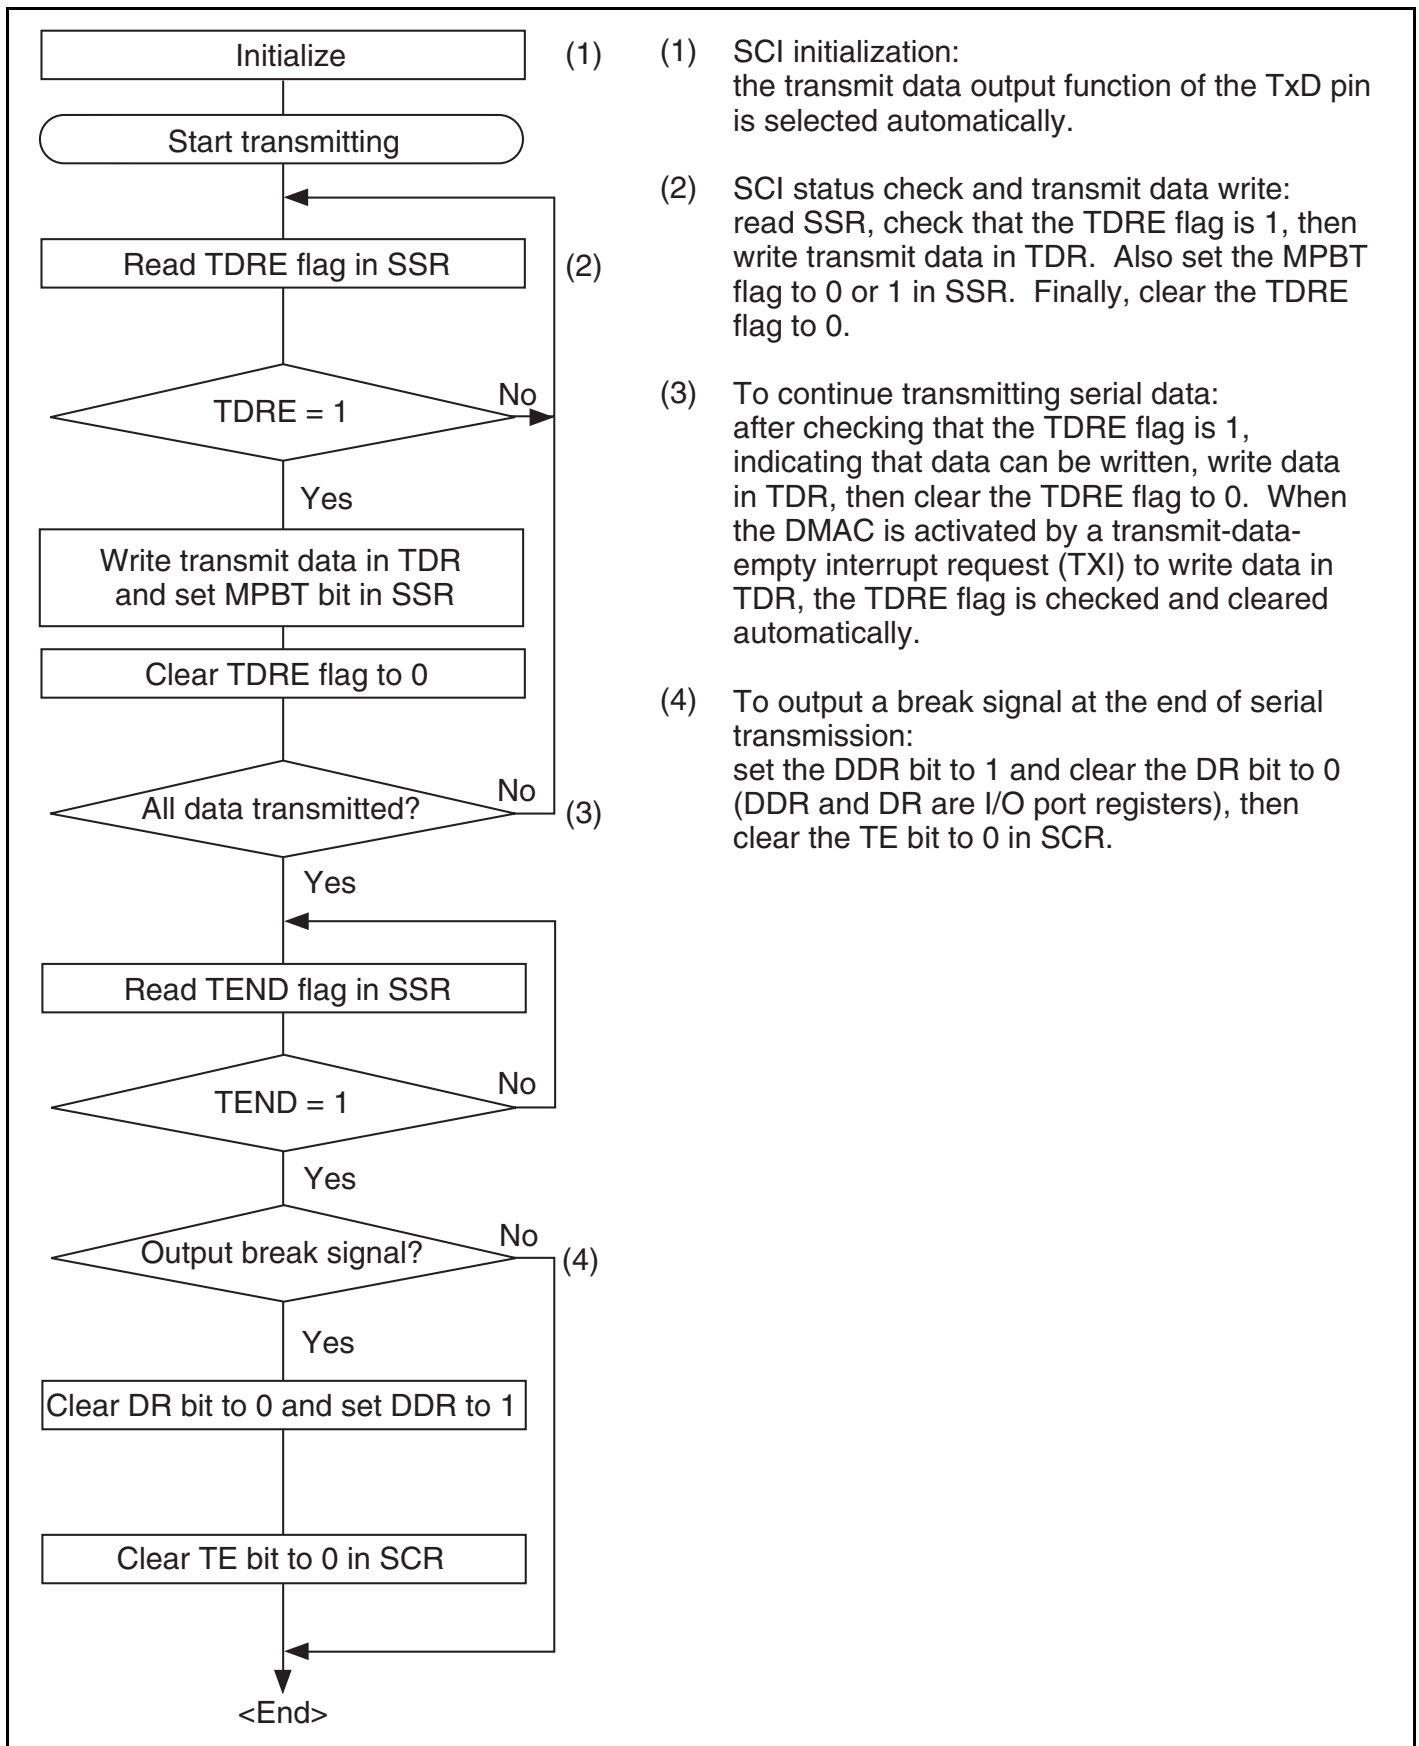 Initialize
(1)
Start transmitting
Read TDRE flag in SSR
(2)
TDRE = 1
No
Yes
Write transmit data in TDR
and set MPBT bit in SSR
Clear TDRE flag to 0
All data transmitted?
No
(3)
Yes
Read TEND flag in SSR
TEND = 1
No
Yes
Output break signal?
No
(4)
Yes
Clear DR bit to 0 and set DDR to 1
Clear TE bit to 0 in SCR
<End>
(1) SCI initialization:
the transmit data output function of the TxD pin
is selected automatically.
(2) SCI status check and transmit data write:
read SSR, check that the TDRE flag is 1, then
write transmit data in TDR. Also set the MPBT
flag to 0 or 1 in SSR. Finally, clear the TDRE
flag to 0.
(3) To continue transmitting serial data:
after checking that the TDRE flag is 1,
indicating that data can be written, write data
in TDR, then clear the TDRE flag to 0. When
the DMAC is activated by a transmit-data-
empty interrupt request (TXI) to write data in
TDR, the TDRE flag is checked and cleared
automatically.
(4) To output a break signal at the end of serial
transmission:
set the DDR bit to 1 and clear the DR bit to 0
(DDR and DR are I/O port registers), then
clear the TE bit to 0 in SCR.